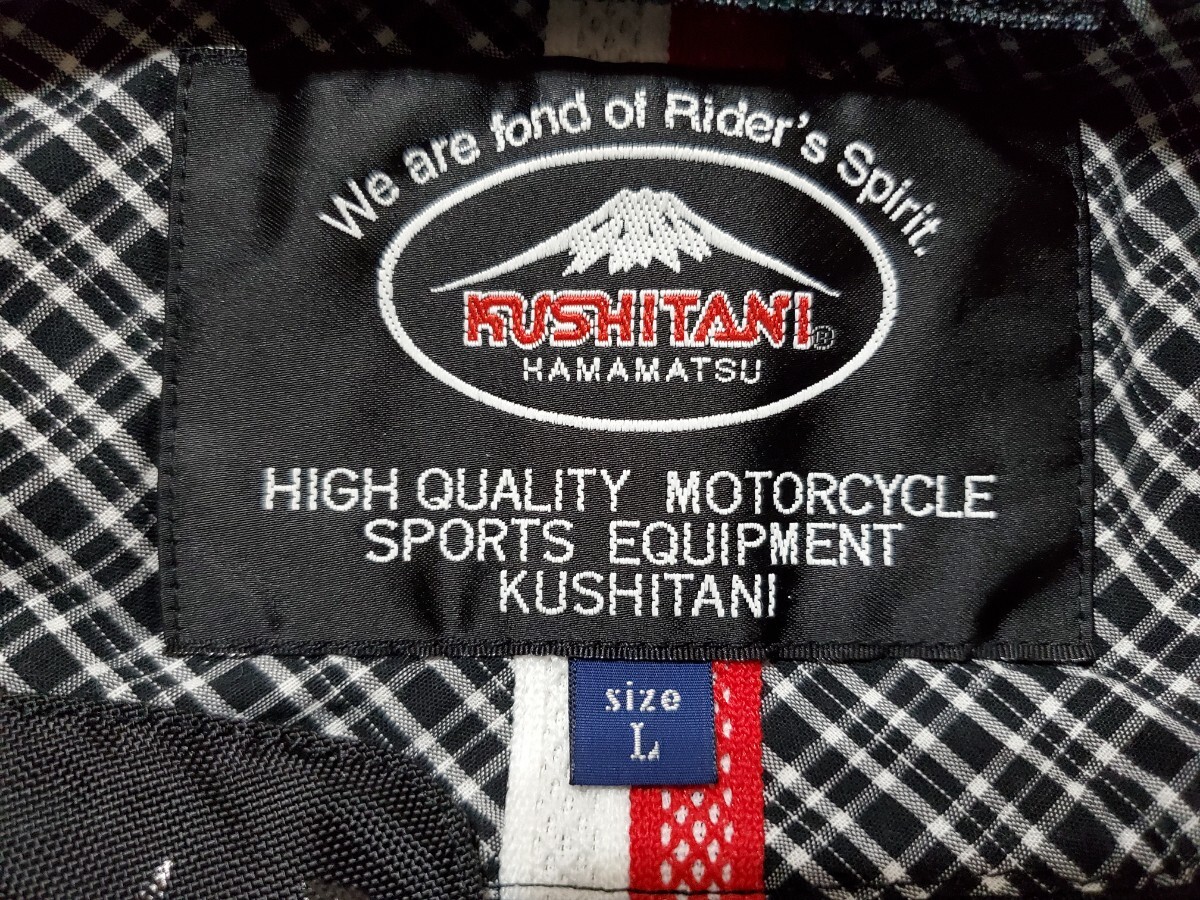 We are fond of Rider's Spirit.
KUSHITANI®
HAMAMATSU
HIGH QUALITY MOTORCYCLE
SPORTS EQUIPMENT
KUSHITANI
size
L